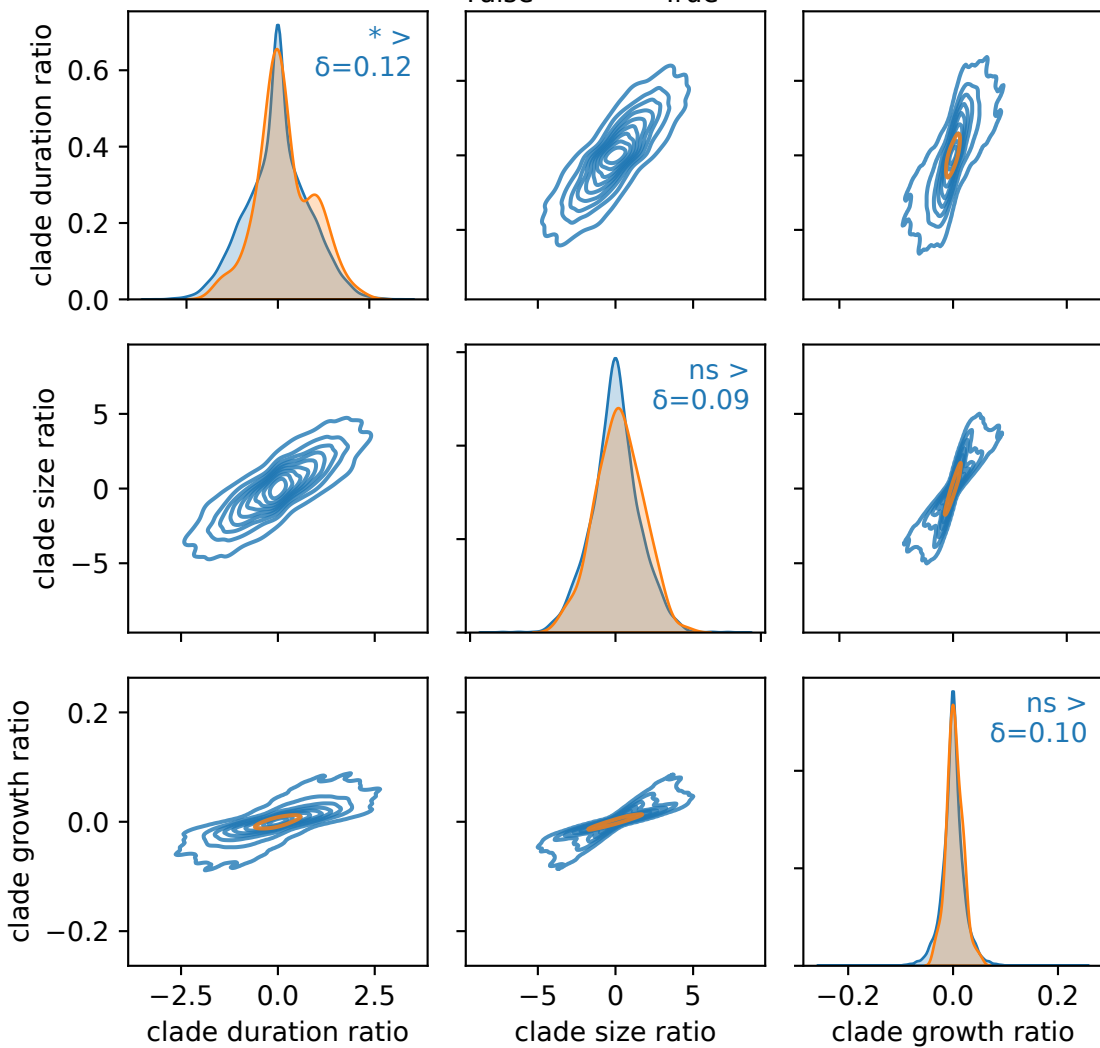 clade duration ratio
0.6
0.4
0.2
0.0
* >
δ=0.12
clade size ratio
5
0
−5
ns >
δ=0.09
clade growth ratio
0.2
0.0
−0.2
ns >
δ=0.10
−2.5 0.0 2.5
−5 0 5
−0.2 0.0 0.2
clade duration ratio
clade size ratio
clade growth ratio